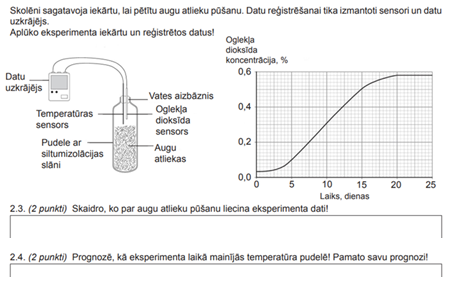 Skolēni sagatavoja iekārtu, lai pētītu augu atlieku pūšanu. Datu reģistrēšanai tika izmantoti sensori un datu
uzkrājējs.
Aplūko eksperimenta iekārtu un reģistrētos datus!
Datu
uzkrājējs
Temperatūras
sensors
Pudele ar
siltumizolācijas
slāni
Vates aizbāznis
Oglekļa
dioksīda
sensors
Augu
atliekas
Oglekļa
dioksīda
koncentrācija, %
0,6
0,4
0,2
0,0
0 5 10 15 20 25
Laiks, dienas
2.3. (2 punkti) Skaidro, ko par augu atlieku pūšanu liecina eksperimenta dati!
2.4. (2 punkti) Prognozē, kā eksperimenta laikā mainījās temperatūra pudelē! Pamato savu prognozi!